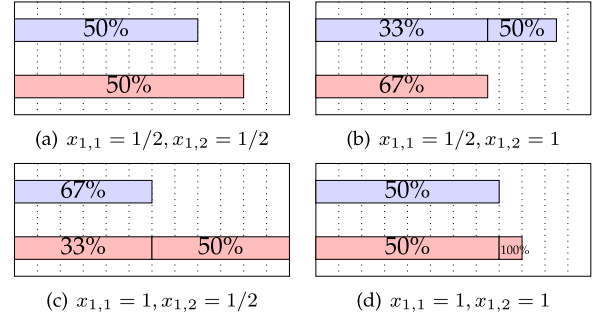 50%
50%
(a) x1,1 = 1/2, x1,2 = 1/2
33% 50%
67%
(b) x1,1 = 1/2, x1,2 = 1
67%
33% 50%
(c) x1,1 = 1, x1,2 = 1/2
50%
50% 100%
(d) x1,1 = 1, x1,2 = 1